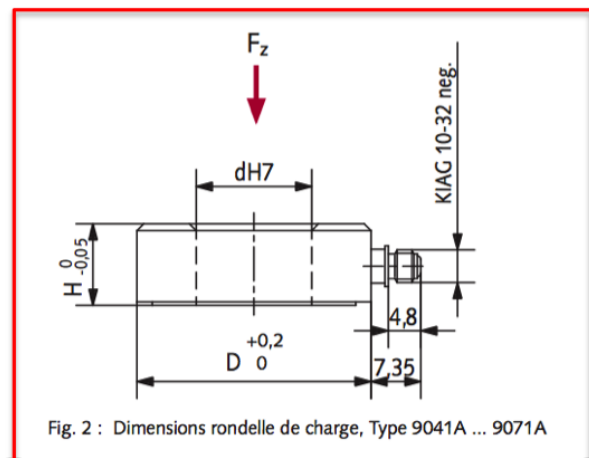 Fz
KIAG 10-32 neg.
dH7
H 0 -0,05
4,8
D +0,2 0
7,35
Fig. 2 : Dimensions rondelle de charge, Type 9041A ... 9071A